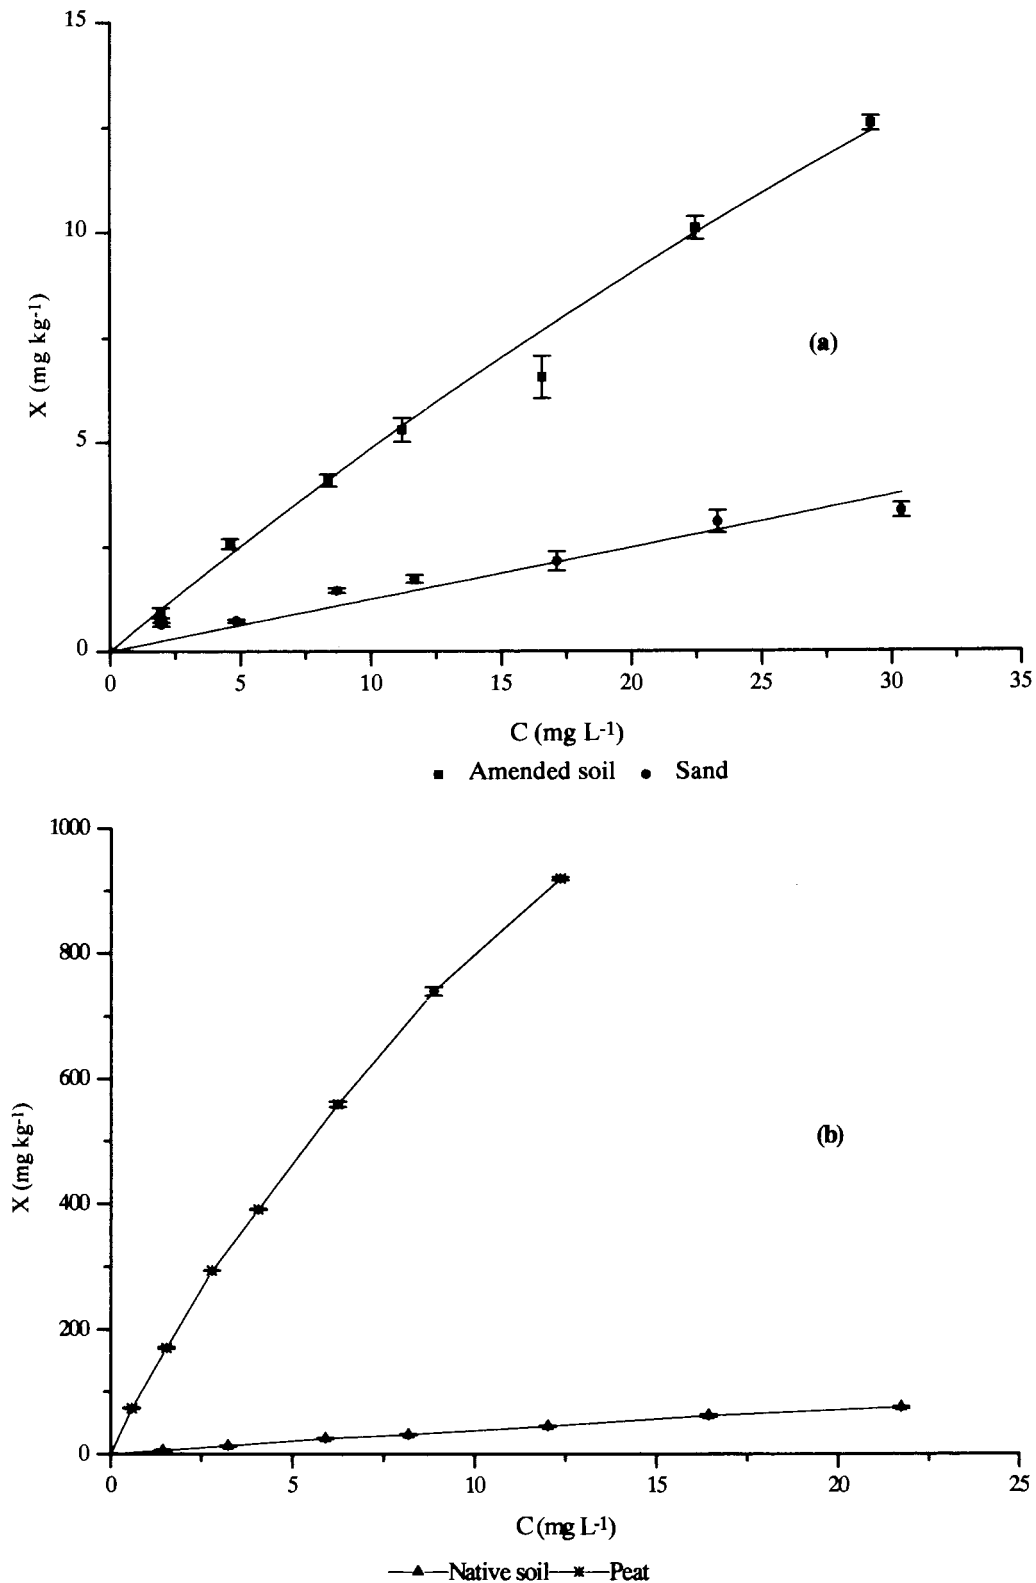 15
10
5
0
X (mg kg-1)
(a)
0 5 10 15 20 25 30 35
C (mg L-1)
Amended soil Sand
1000
800
600
400
200
0
X (mg kg-1)
(b)
0 5 10 15 20 25
C (mg L-1)
Native soil Peat